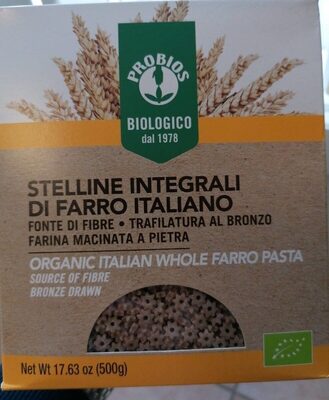 PROBIOS
BIOLOGICO
dal 1978
STELLINE INTEGRALI
DI FARRO ITALIANO
FONTE DI FIBRE • TRAFILATURA AL BRONZO
FARINA MACINATA A PIETRA
ORGANIC ITALIAN WHOLE FARRO PASTA
SOURCE OF FIBRE
BRONZE DRAWN
Net Wt 17.63 oz (500g)